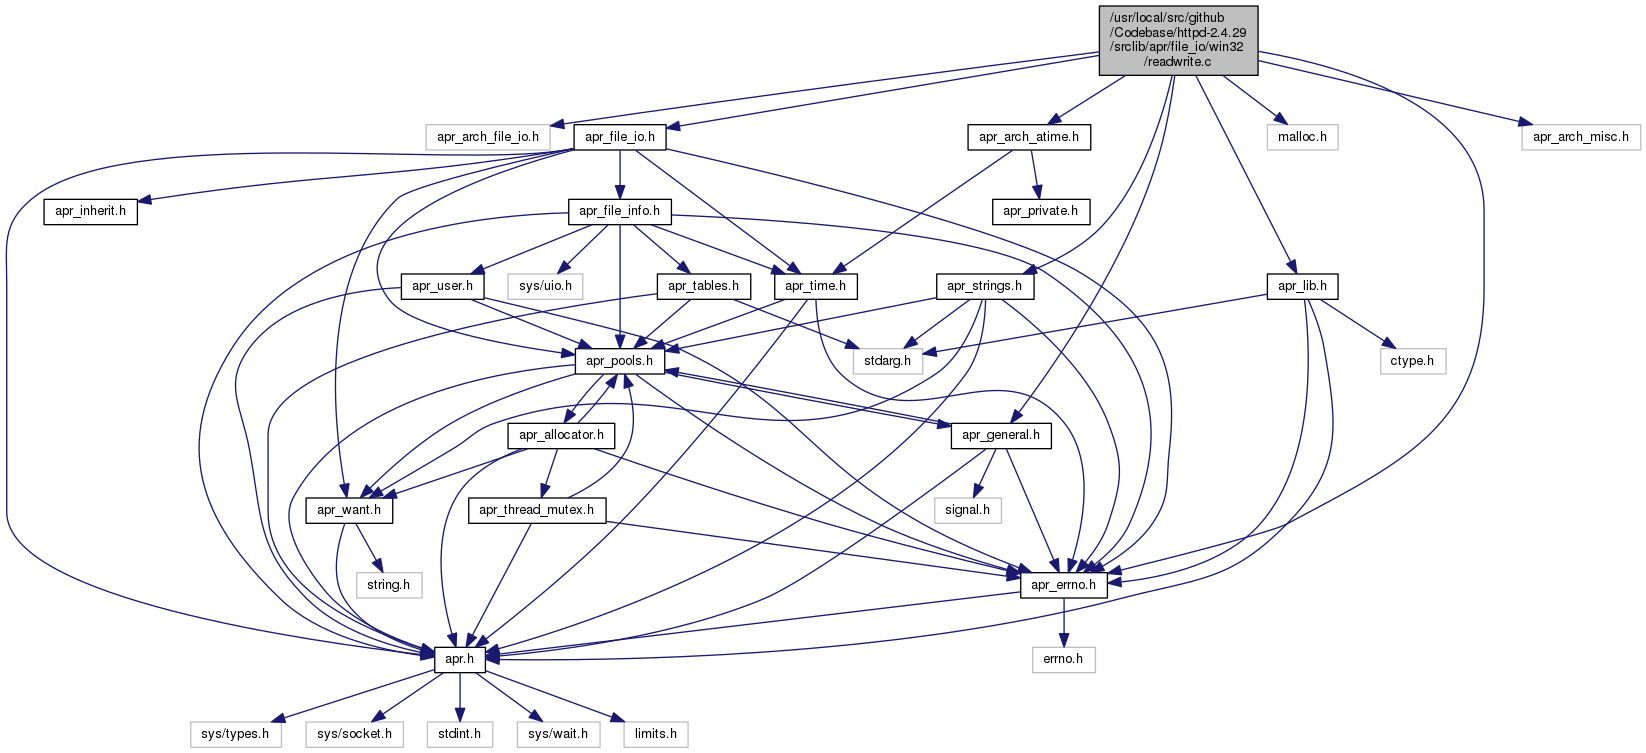 /usr/local/src/github
/Codebase/httpd-2.4.29
/srclib/apr/file_io/win32
/readwrite.c
apr_arch_file_io.h
apr_file_io.h
apr_arch_atime.h
malloc.h
apr_arch_misc.h
apr_inherit.h
apr_file_info.h
apr_private.h
apr_user.h
sys/uio.h
apr_tables.h
apr_time.h
apr_strings.h
apr_lib.h
apr_pools.h
stdarg.h
ctype.h
apr_allocator.h
apr_general.h
apr_want.h
apr_thread_mutex.h
signal.h
string.h
apr_errno.h
apr.h
errno.h
sys/types.h
sys/socket.h
stdint.h
sys/wait.h
limits.h